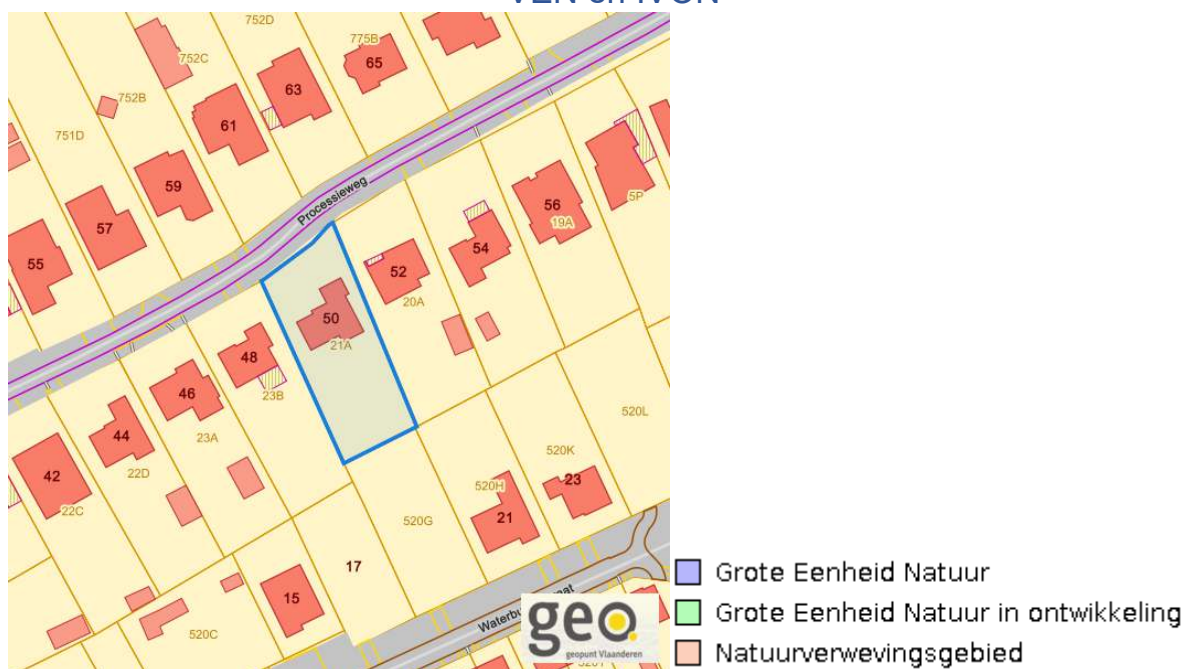 VEN en IVON
752D
775B
752C
65
63
752B
61
751D
59
Processieweg
57
56
19A
5P
55
54
52
20A
50
21A
48
23B
46
520L
44
23A
520K
42
22D
23
22C
520H
21
520G
17
15
520C
geo
geopunt Vlaanderen
Grote Eenheid Natuur
Grote Eenheid Natuur in ontwikkeling
Natuurverwevingsgebied